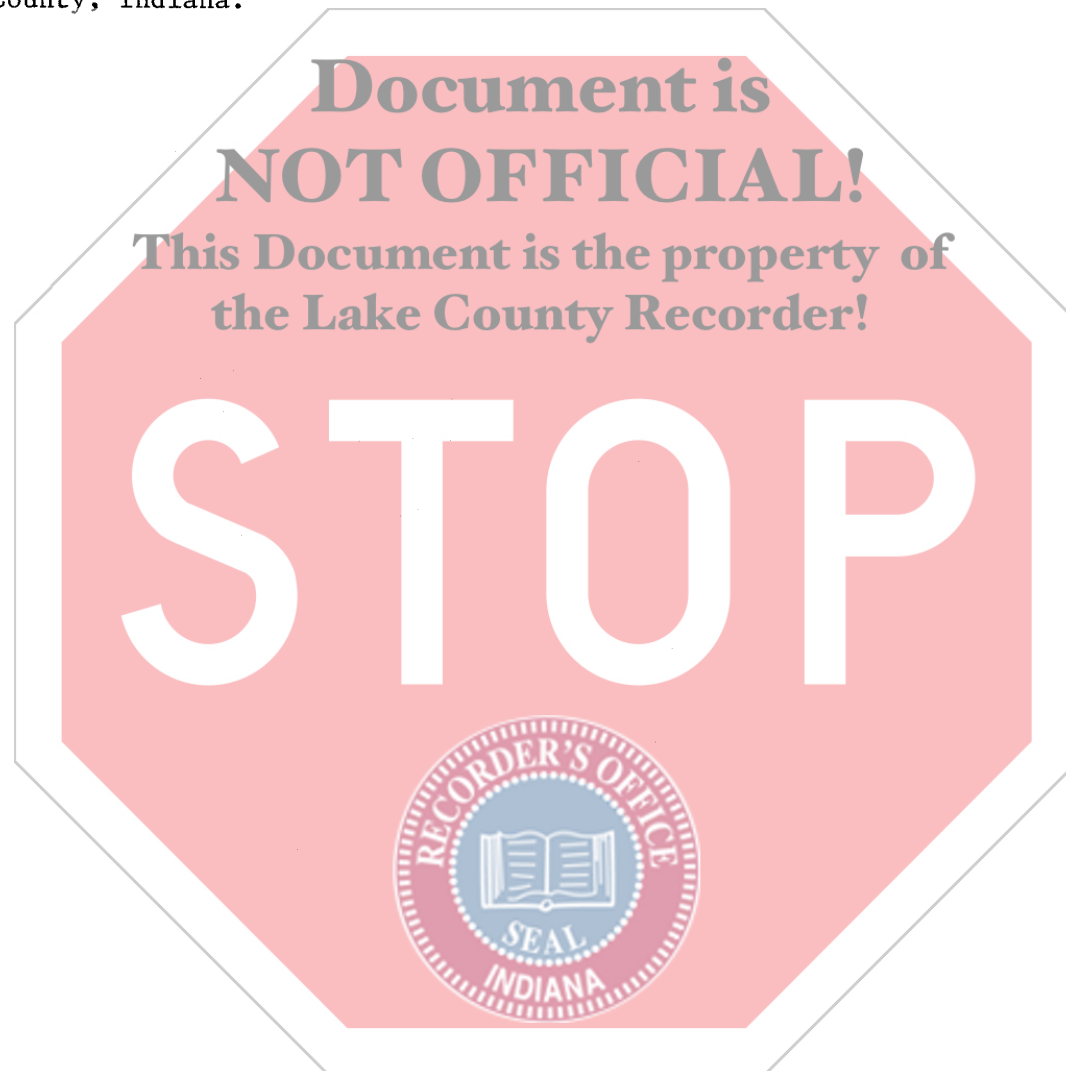 County, Indiana.
Document is
NOT OFFICIAL!
This Document is the property of
the Lake County Recorder!
STOP
RECORDER'S OFFICE
SEAL
INDIANA